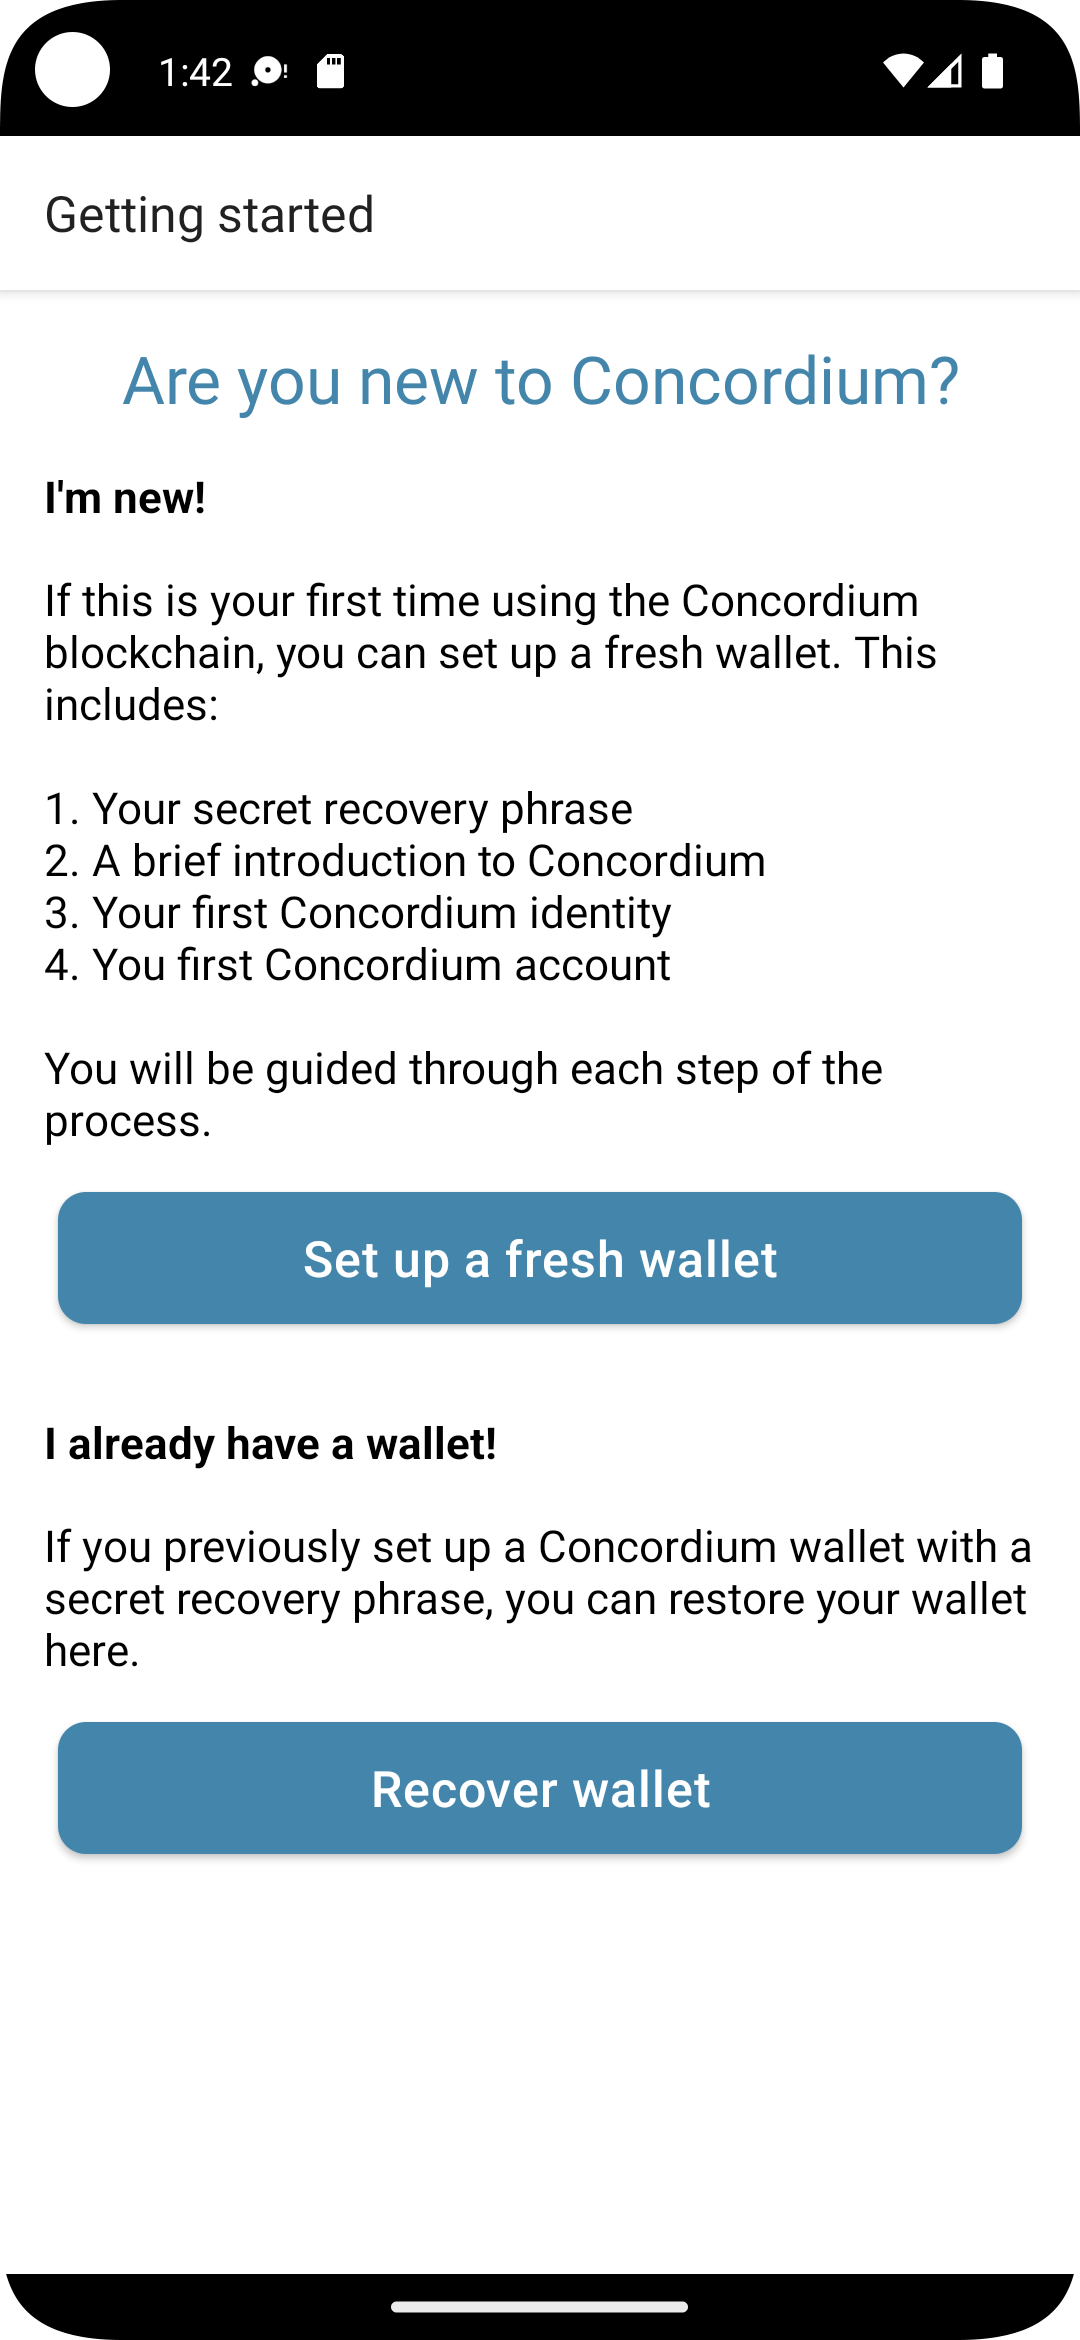 1:42
Getting started
Are you new to Concordium?
I'm new!
If this is your first time using the Concordium
blockchain, you can set up a fresh wallet. This
includes:
1. Your secret recovery phrase
2. A brief introduction to Concordium
3. Your first Concordium identity
4. You first Concordium account
You will be guided through each step of the
process.
Set up a fresh wallet
I already have a wallet!
If you previously set up a Concordium wallet with a
secret recovery phrase, you can restore your wallet
here.
Recover wallet